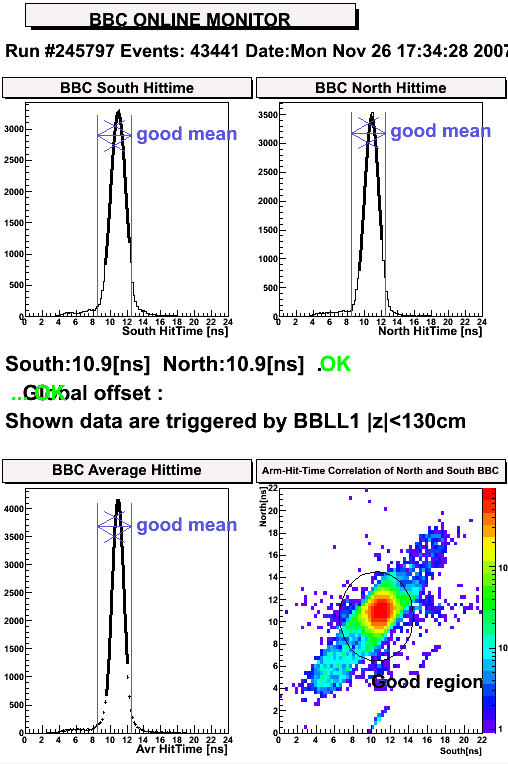 BBC ONLINE MONITOR
Run #245797 Events: 43441 Date:Mon Nov 26 17:34:28 2007
BBC South Hittime
good mean
3000
2500
2000
1500
1000
500
0
0 2 4 6 8 10 12 14 16 18 20 22 24
South HitTime [ns]
BBC North Hittime
good mean
3500
3000
2500
2000
1500
1000
500
0
0 2 4 6 8 10 12 14 16 18 20 22 24
North HitTime [ns]
South:10.9[ns] North:10.9[ns] .OK
Global offset :
...OK
Shown data are triggered by BBLL1 |z|<130cm
BBC Average Hittime
good mean
4000
3500
3000
2500
2000
1500
1000
500
0
0 2 4 6 8 10 12 14 16 18 20 22 24
Avr HitTime [ns]
Arm-Hit-Time Correlation of North and South BBC
North[ns]
22
20
18
16
14
12
10
8
6
4
2
0
0 2 4 6 8 10 12 14 16 18 20 22
South[ns]
Good region
10
10
1